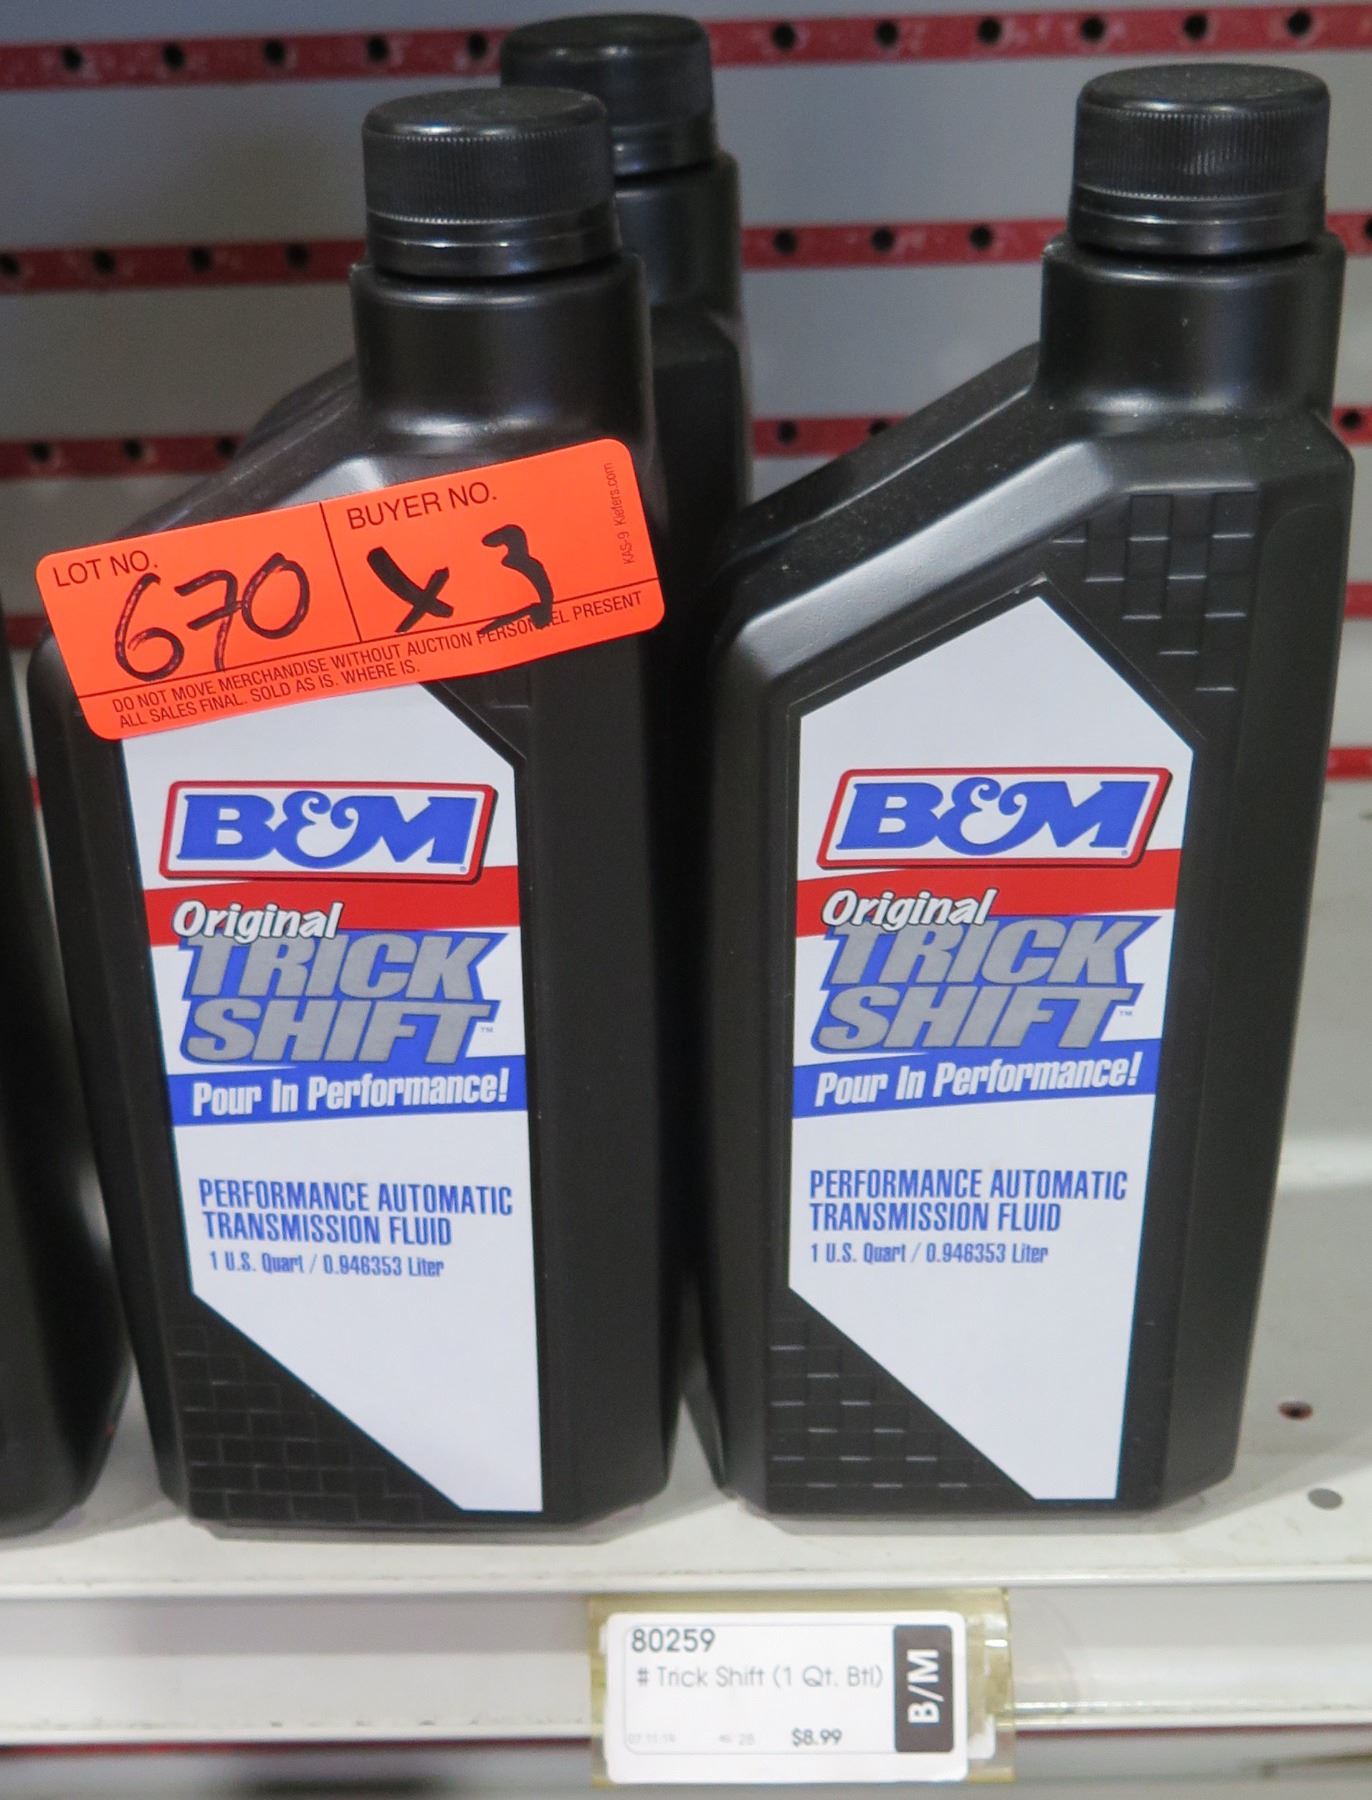 LOT NO.
670
BUYER NO.
x 3
KAS-9 Kiefers.com
DO NOT MOVE MERCHANDISE WITHOUT AUCTION PERSONNEL PRESENT
ALL SALES FINAL. SOLD AS IS. WHERE IS.
B&M
Original
TRICK
SHIFT™
Pour In Performance!
PERFORMANCE AUTOMATIC
TRANSMISSION FLUID
1 U.S. Quart / 0.946353 Liter
B&M
Original
TRICK
SHIFT™
Pour In Performance!
PERFORMANCE AUTOMATIC
TRANSMISSION FLUID
1 U.S. Quart / 0.946353 Liter
80259
# Trick Shift (1 Qt. Btl)
$8.99
B/M